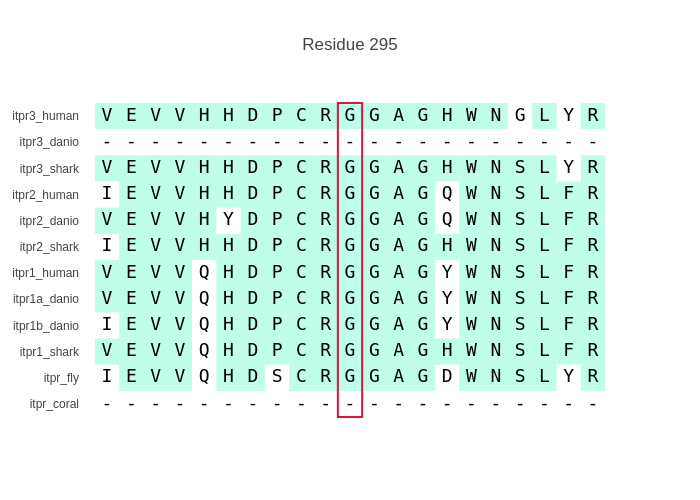 Residue 295
itpr3_human V E V V H H D P C R G G A G H W N G L Y R
itpr3_danio - - - - - - - - - - - - - - - - - - - - -
itpr3_shark V E V V H H D P C R G G A G H W N S L Y R
itpr2_human I E V V H H D P C R G G A G Q W N S L F R
itpr2_danio V E V V H Y D P C R G G A G Q W N S L F R
itpr2_shark I E V V H H D P C R G G A G H W N S L F R
itpr1_human V E V V Q H D P C R G G A G Y W N S L F R
itpr1a_danio V E V V Q H D P C R G G A G Y W N S L F R
itpr1b_danio I E V V Q H D P C R G G A G Y W N S L F R
itpr1_shark V E V V Q H D P C R G G A G H W N S L F R
itpr_fly I E V V Q H D S C R G G A G D W N S L Y R
itpr_coral - - - - - - - - - - - - - - - - - - - - -